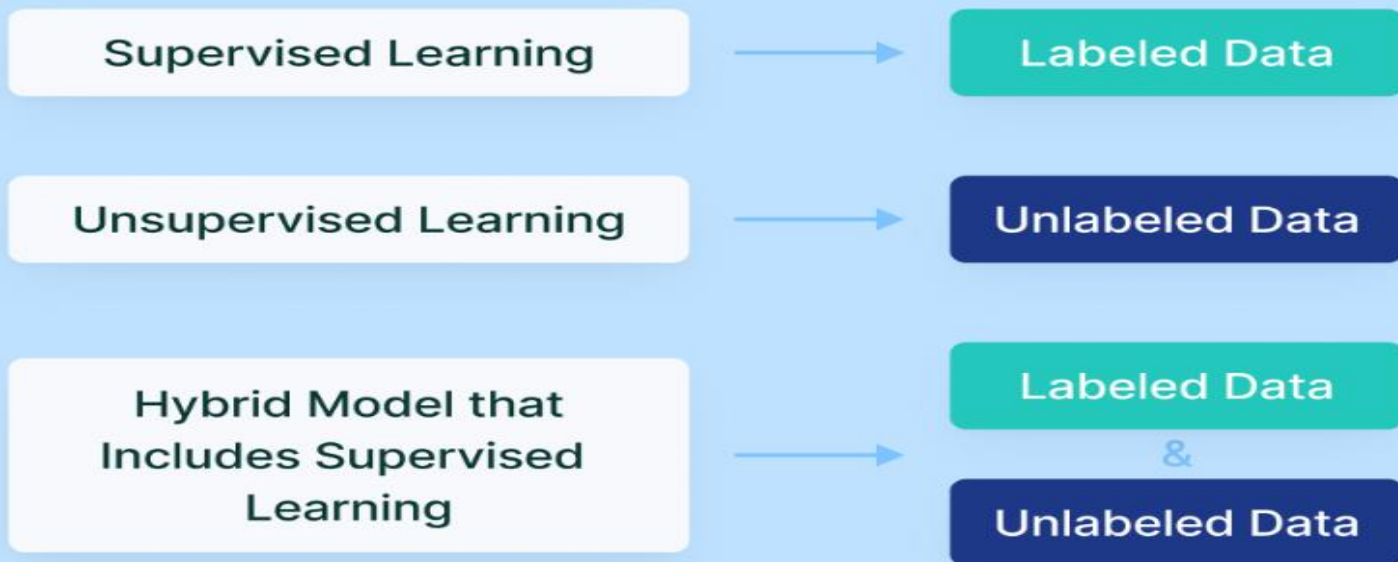 Supervised Learning
Labeled Data
Unsupervised Learning
Unlabeled Data
Hybrid Model that
Includes Supervised
Learning
Labeled Data
&
Unlabeled Data